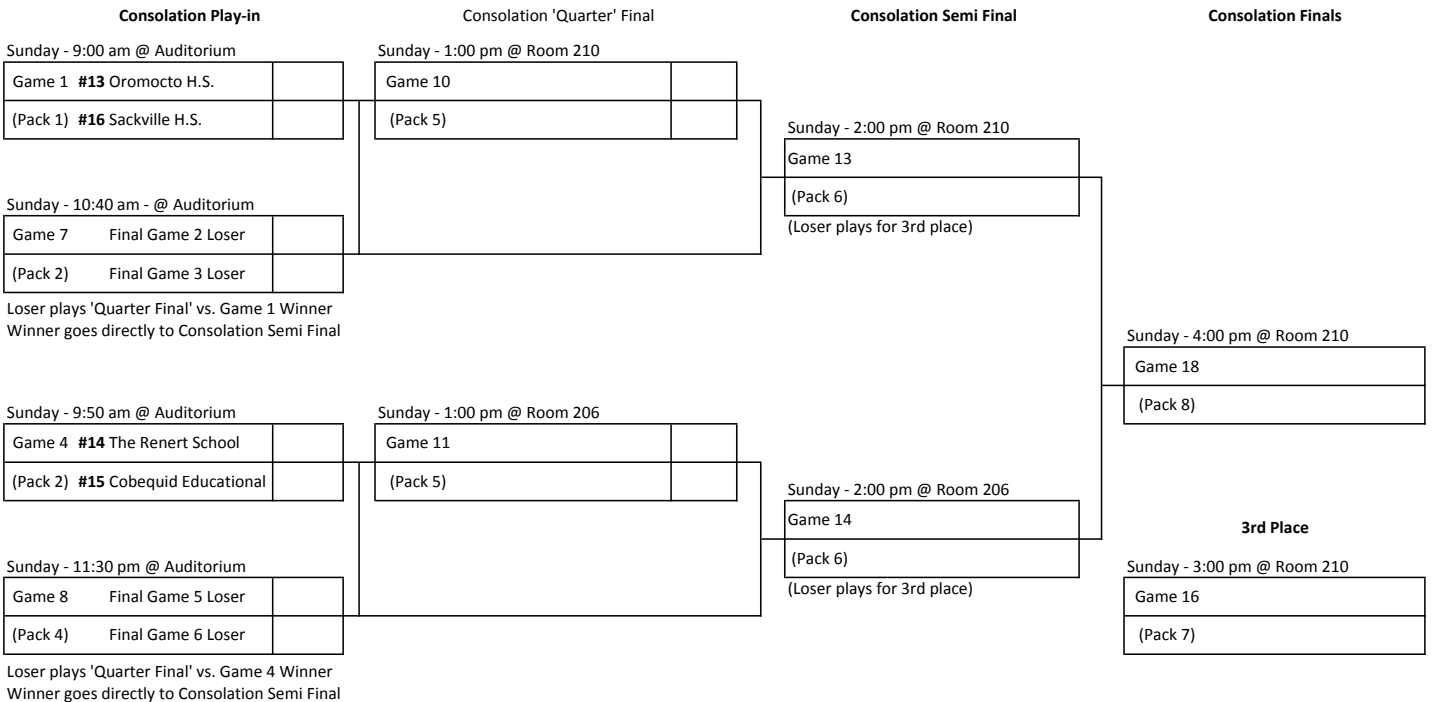 Consolation Play-in
Consolation 'Quarter' Final
Consolation Semi Final
Consolation Finals
Sunday - 9:00 am @ Auditorium
Game 1 #13 Oromocto H.S.
(Pack 1) #16 Sackville H.S.
Sunday - 10:40 am - @ Auditorium
Game 7 Final Game 2 Loser
(Pack 2) Final Game 3 Loser
Loser plays 'Quarter Final' vs. Game 1 Winner
Winner goes directly to Consolation Semi Final
Sunday - 9:50 am @ Auditorium
Game 4 #14 The Renert School
(Pack 2) #15 Cobequid Educational
Sunday - 11:30 pm @ Auditorium
Game 8 Final Game 5 Loser
(Pack 4) Final Game 6 Loser
Loser plays 'Quarter Final' vs. Game 4 Winner
Winner goes directly to Consolation Semi Final
Sunday - 1:00 pm @ Room 210
Game 10
(Pack 5)
Sunday - 1:00 pm @ Room 206
Game 11
(Pack 5)
Sunday - 2:00 pm @ Room 210
Game 13
(Pack 6)
(Loser plays for 3rd place)
Sunday - 2:00 pm @ Room 206
Game 14
(Pack 6)
(Loser plays for 3rd place)
Sunday - 4:00 pm @ Room 210
Game 18
(Pack 8)
3rd Place
Sunday - 3:00 pm @ Room 210
Game 16
(Pack 7)